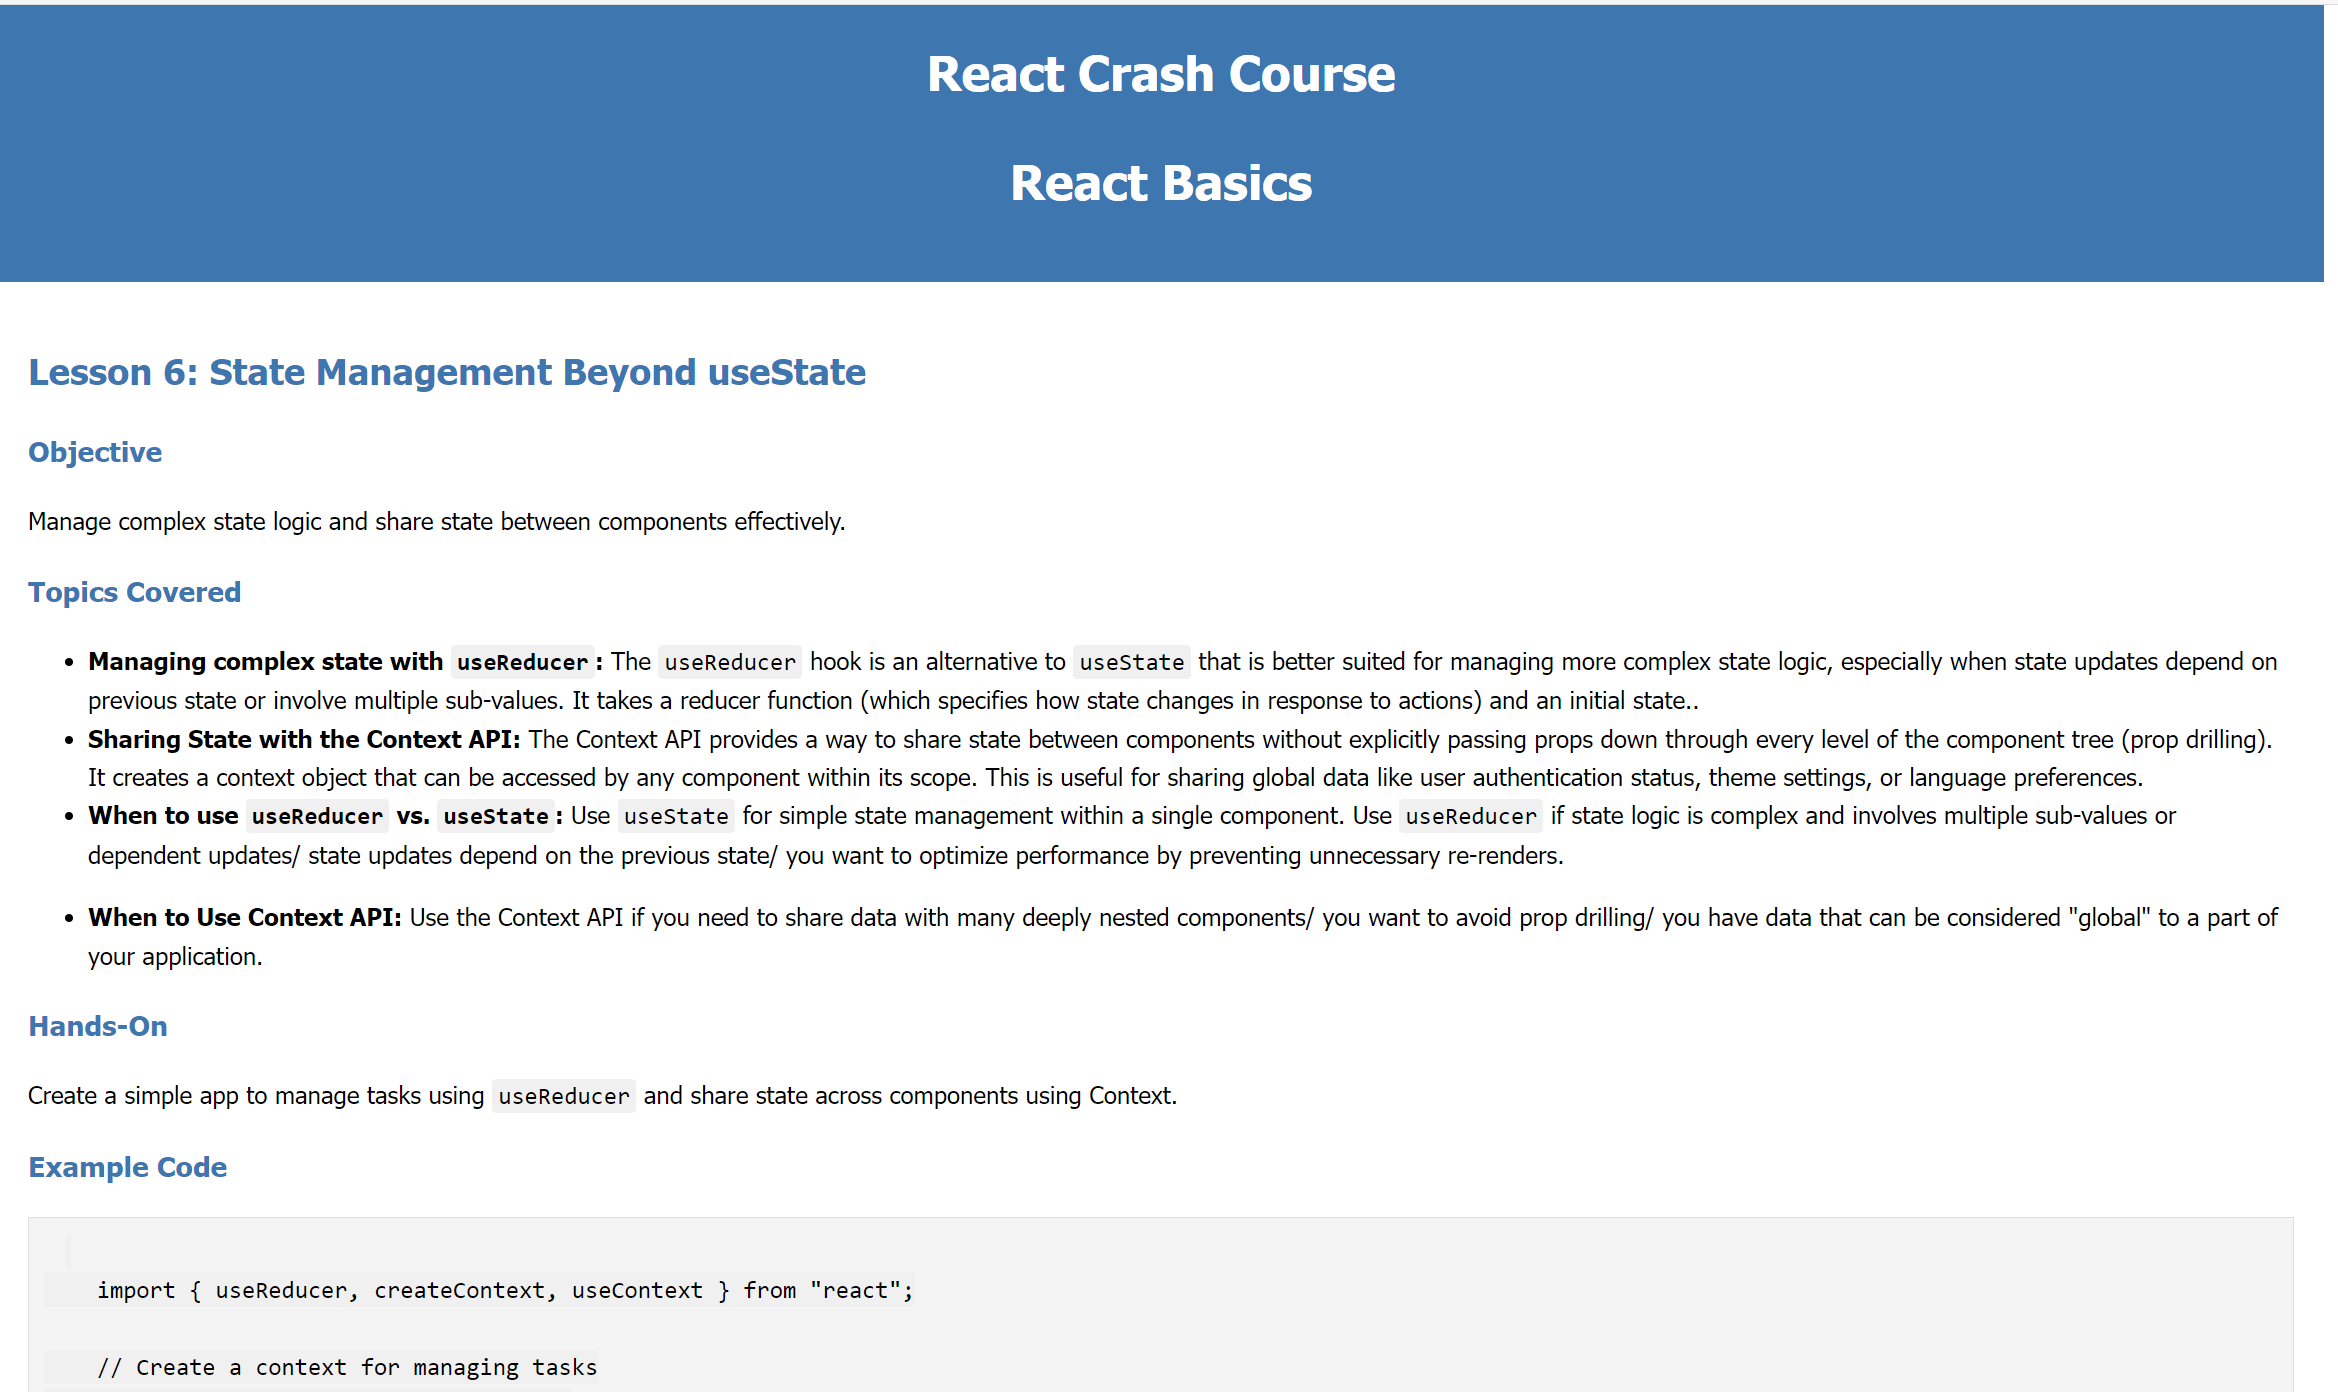 React Crash Course
React Basics
Lesson 6: State Management Beyond useState
Objective
Manage complex state logic and share state between components effectively.
Topics Covered
• Managing complex state with useReducer: The useReducer hook is an alternative to useState that is better suited for managing more complex state logic, especially when state updates depend on
previous state or involve multiple sub-values. It takes a reducer function (which specifies how state changes in response to actions) and an initial state..
• Sharing State with the Context API: The Context API provides a way to share state between components without explicitly passing props down through every level of the component tree (prop drilling).
It creates a context object that can be accessed by any component within its scope. This is useful for sharing global data like user authentication status, theme settings, or language preferences.
• When to use useReducer vs. useState: Use useState for simple state management within a single component. Use useReducer if state logic is complex and involves multiple sub-values or
dependent updates/ state updates depend on the previous state/ you want to optimize performance by preventing unnecessary re-renders.
• When to Use Context API: Use the Context API if you need to share data with many deeply nested components/ you want to avoid prop drilling/ you have data that can be considered "global" to a part of
your application.
Hands-On
Create a simple app to manage tasks using useReducer and share state across components using Context.
Example Code
import { useReducer, createContext, useContext } from "react";
// Create a context for managing tasks